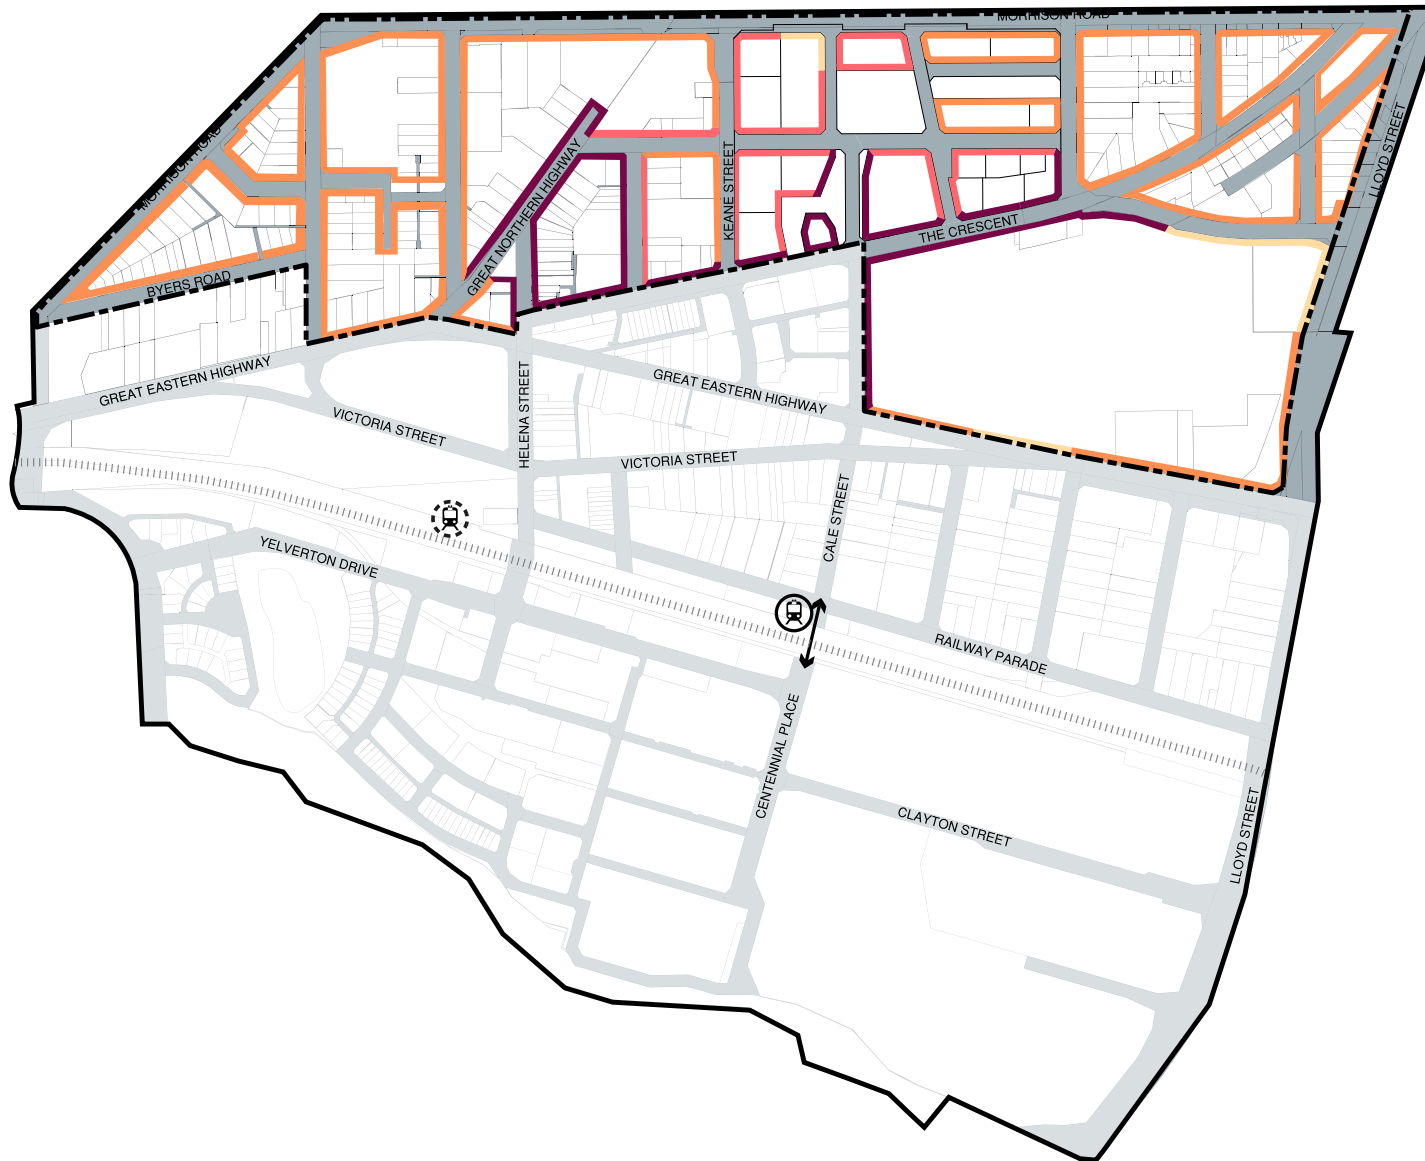 MORRISON ROAD
MORRISON ROAD
LLOYD STREET
GREAT NORTHERN HIGHWAY
KEANE STREET
THE CRESCENT
BYERS ROAD
GREAT EASTERN HIGHWAY
GREAT EASTERN HIGHWAY
HELENA STREET
VICTORIA STREET
VICTORIA STREET
CALE STREET
YELVERTON DRIVE
RAILWAY PARADE
CENTENNIAL PLACE
CLAYTON STREET
LLOYD STREET